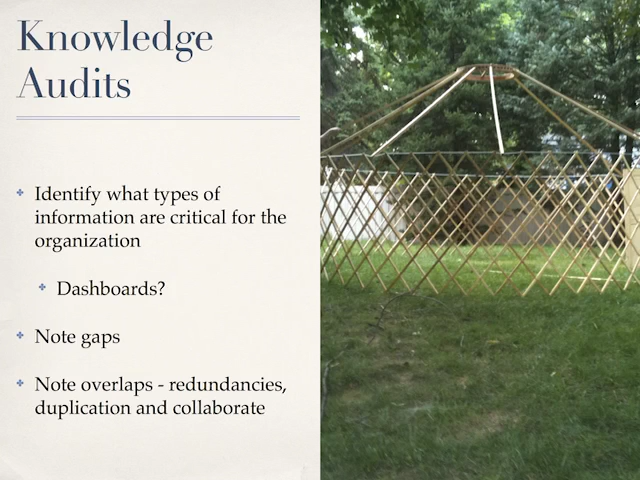 Knowledge
Audits
Identify what types of
information are critical for the
organization
Dashboards?
Note gaps
Note overlaps - redundancies,
duplication and collaborate